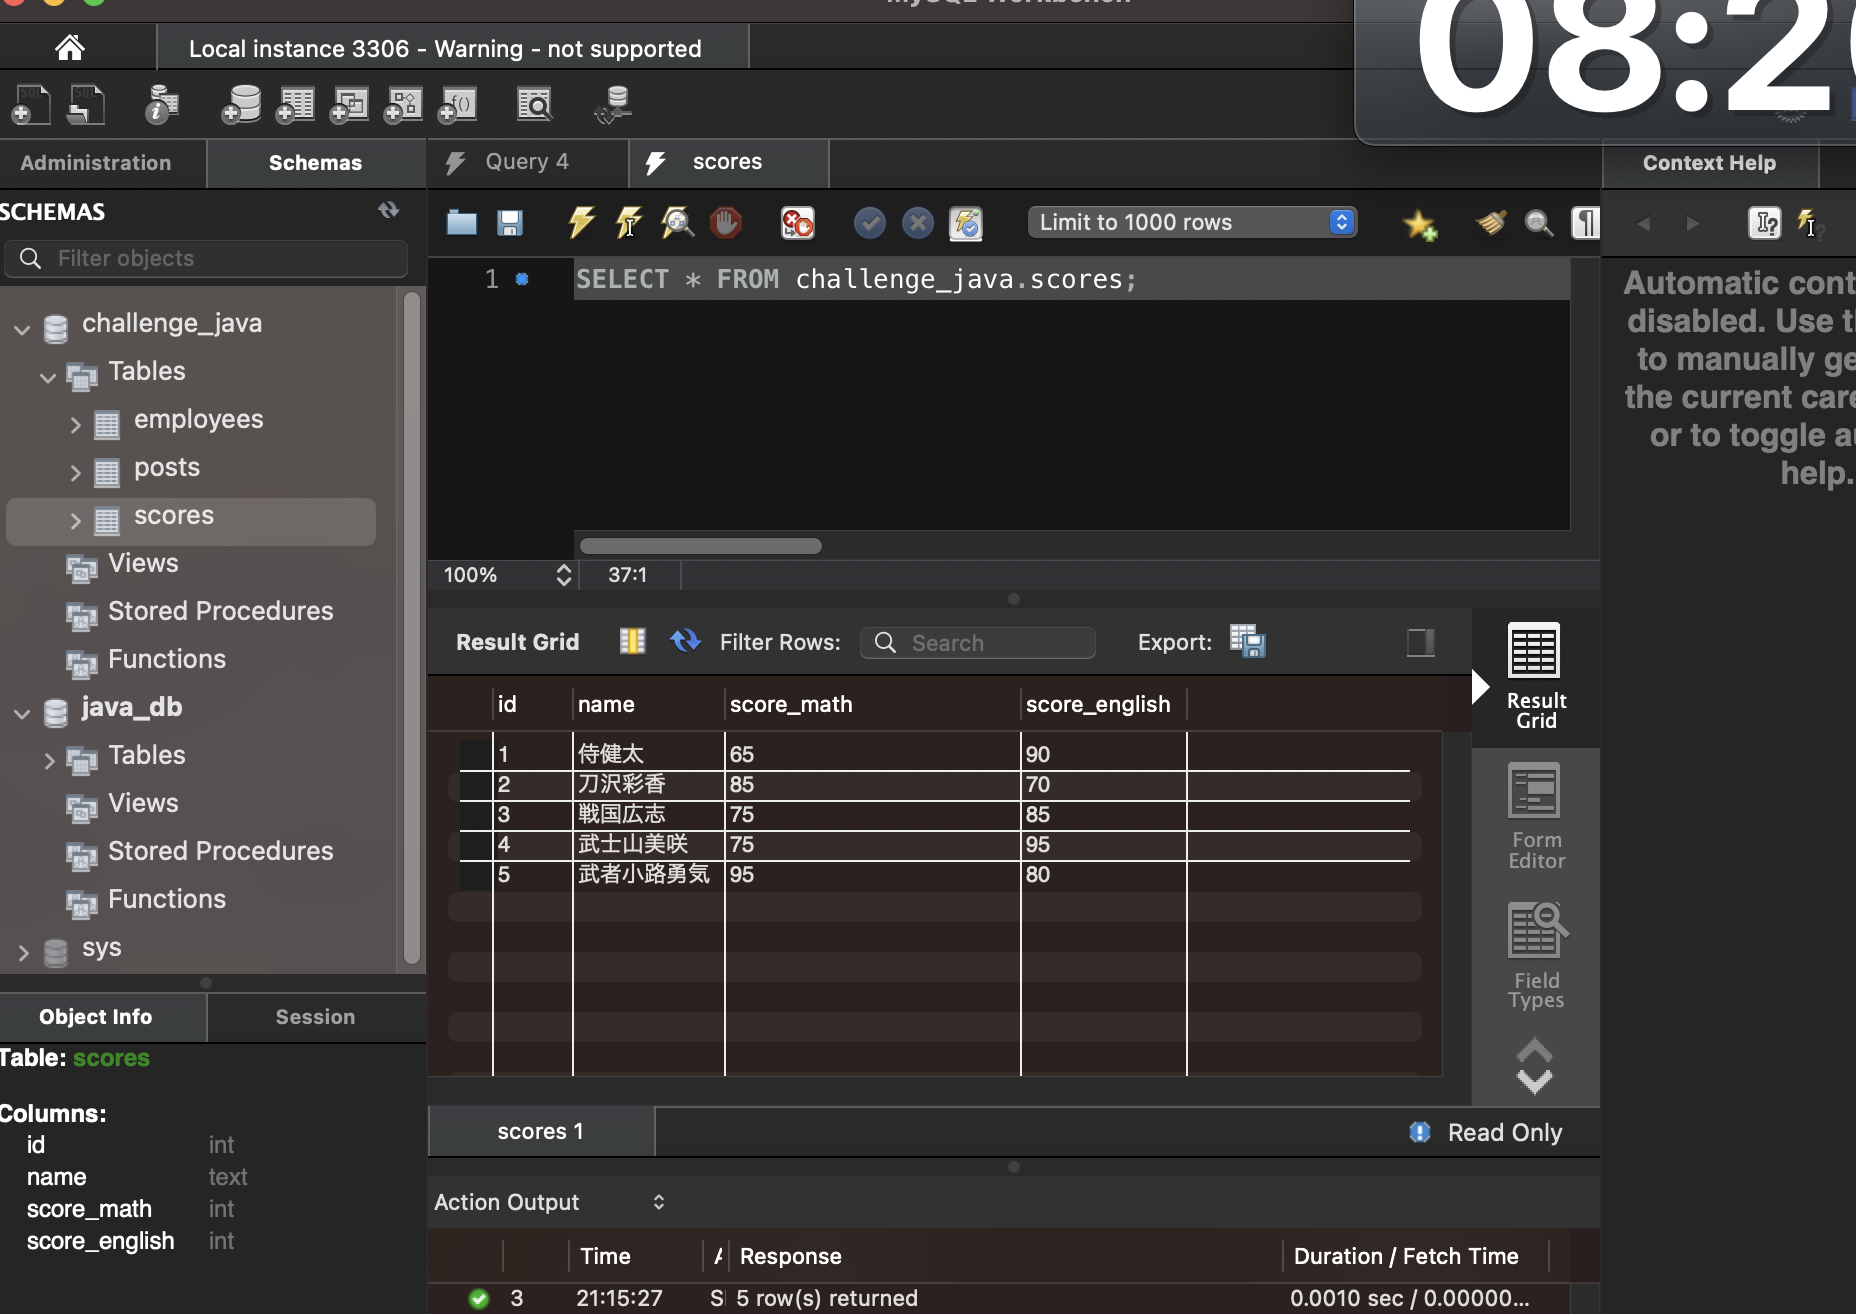 Local instance 3306 - Warning - not supported
Administration
Schemas
SCHEMAS
Filter objects
challenge_java
Tables
employees
posts
scores
Views
Stored Procedures
Functions
java_db
Tables
Views
Stored Procedures
Functions
sys
Object Info
Session
Table: scores
Columns:
id int
name text
score_math int
score_english int
Query 4
scores
Limit to 1000 rows
1 SELECT * FROM challenge_java.scores;
100% 37:1
Result Grid Filter Rows: Search Export:
id name score_math score_english
1 侍健太 65 90
2 刀沢彩香 85 70
3 戦国広志 75 85
4 武士山美咲 75 95
5 武者小路勇気 95 80
Result
Grid
Form
Editor
Field
Types
scores 1
Read Only
Action Output
Time A Response Duration / Fetch Time
3 21:15:27 S 5 row(s) returned 0.0010 sec / 0.00000...
08:2
Context Help
Automatic cont
disabled. Use th
to manually ge
the current care
or to toggle au
help.